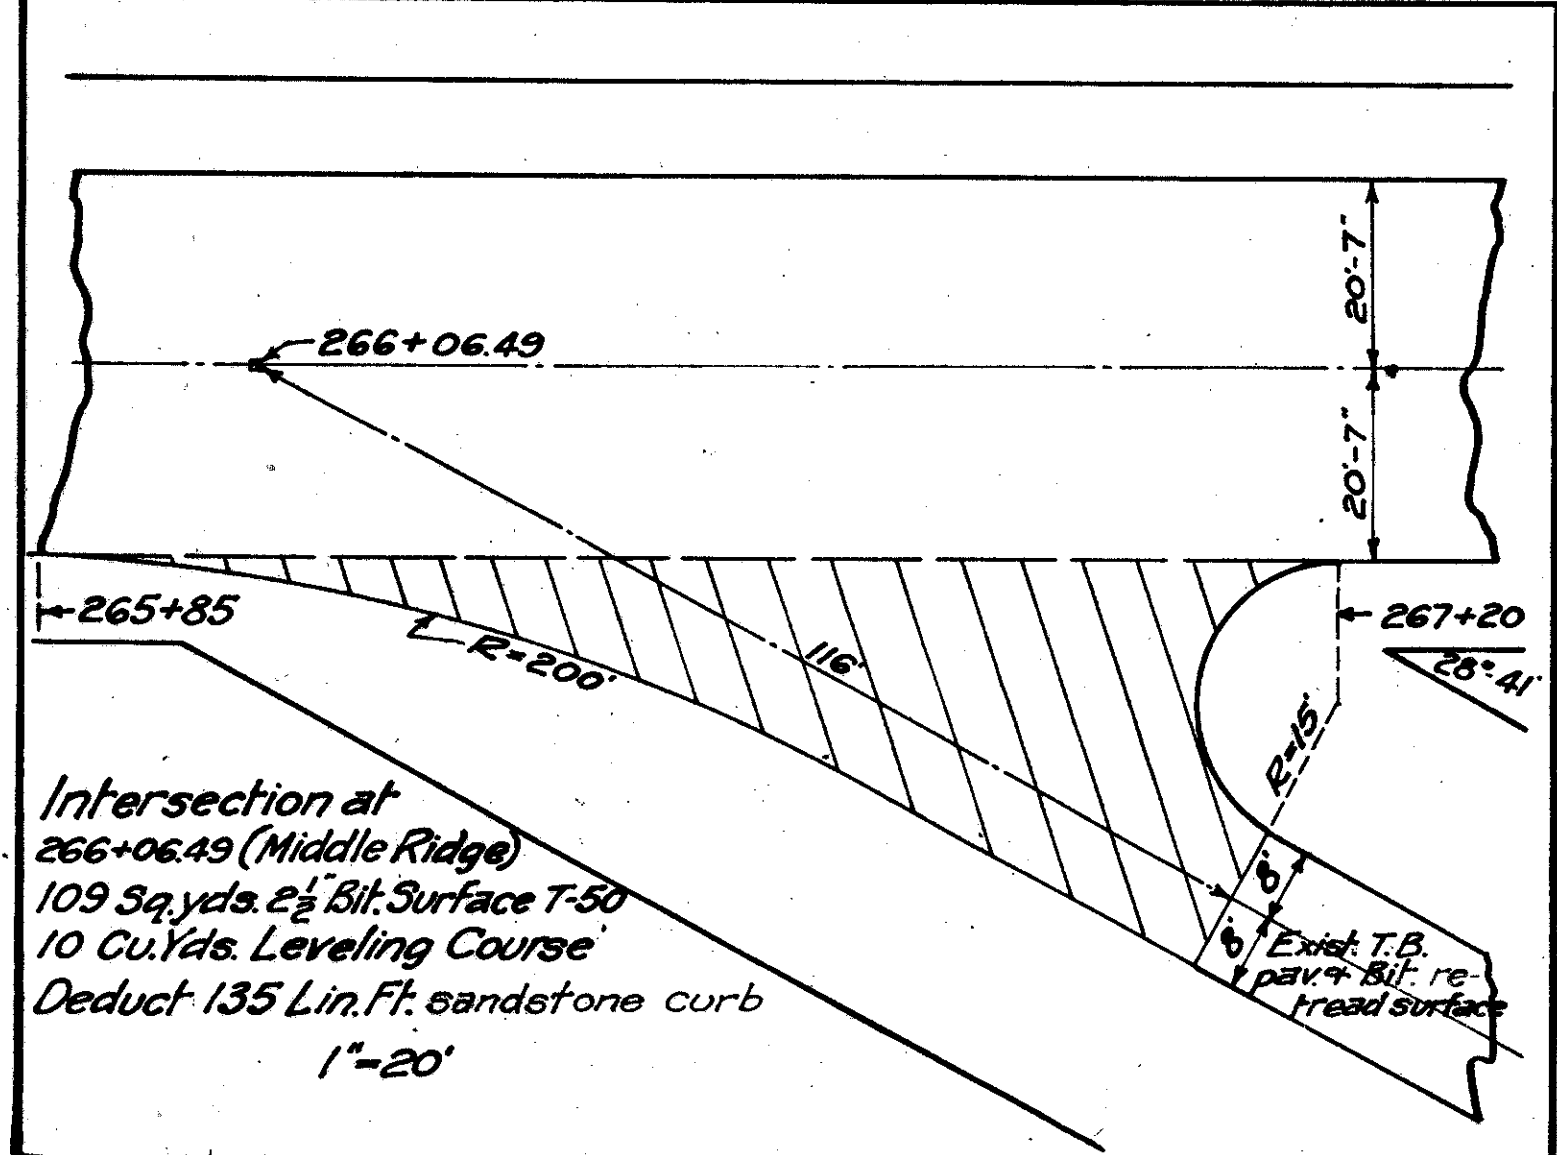 20'-7"
266+06.49
20'-7"
265+85
267+20
R=200'
116'
28°-41'
R=15'
Intersection at
266+06.49 (Middle Ridge)
109 Sq.yds. 2½" Bit. Surface T-50
10 Cu.Yds. Leveling Course
Deduct 135 Lin.Ft. sandstone curb
1"=20'
8'
8'
Exist. T.B.
pav. & Bit. re-
tread surface